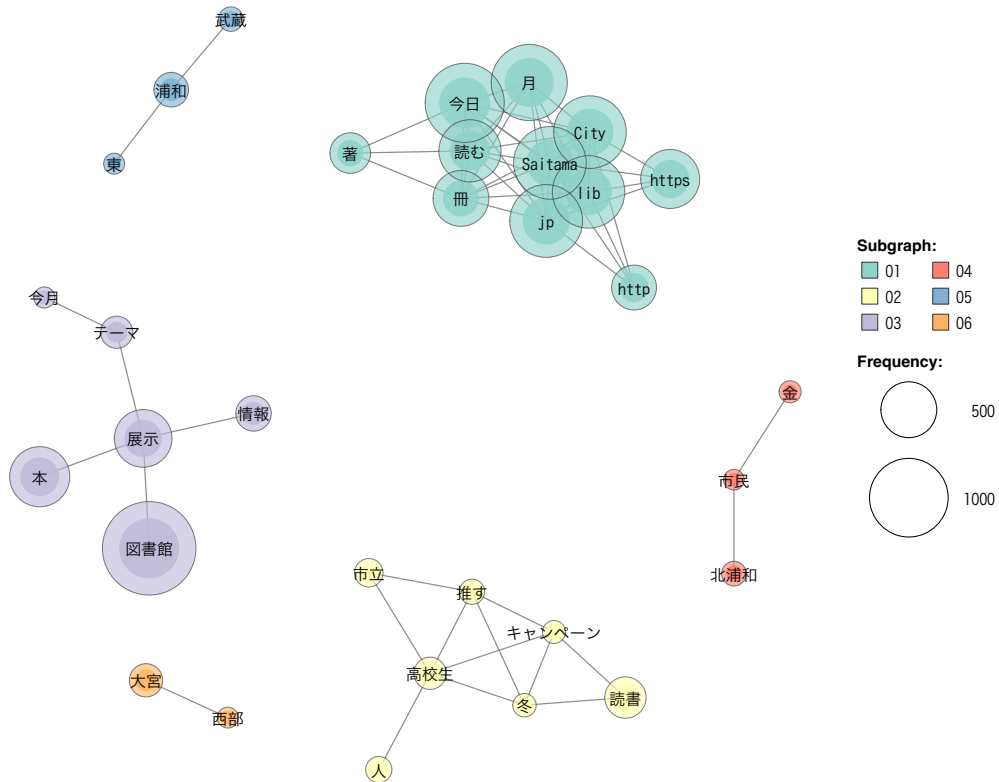 武蔵
浦和
東
月
今日
City
著
読む
Saitama
https
冊
lib
jp
http
今月
テーマ
情報
展示
本
図書館
Subgraph:
01
04
02
05
03
06
Frequency:
500
1000
金
市民
北浦和
市立
推す
キャンペーン
高校生
読書
冬
人
大宮
西部